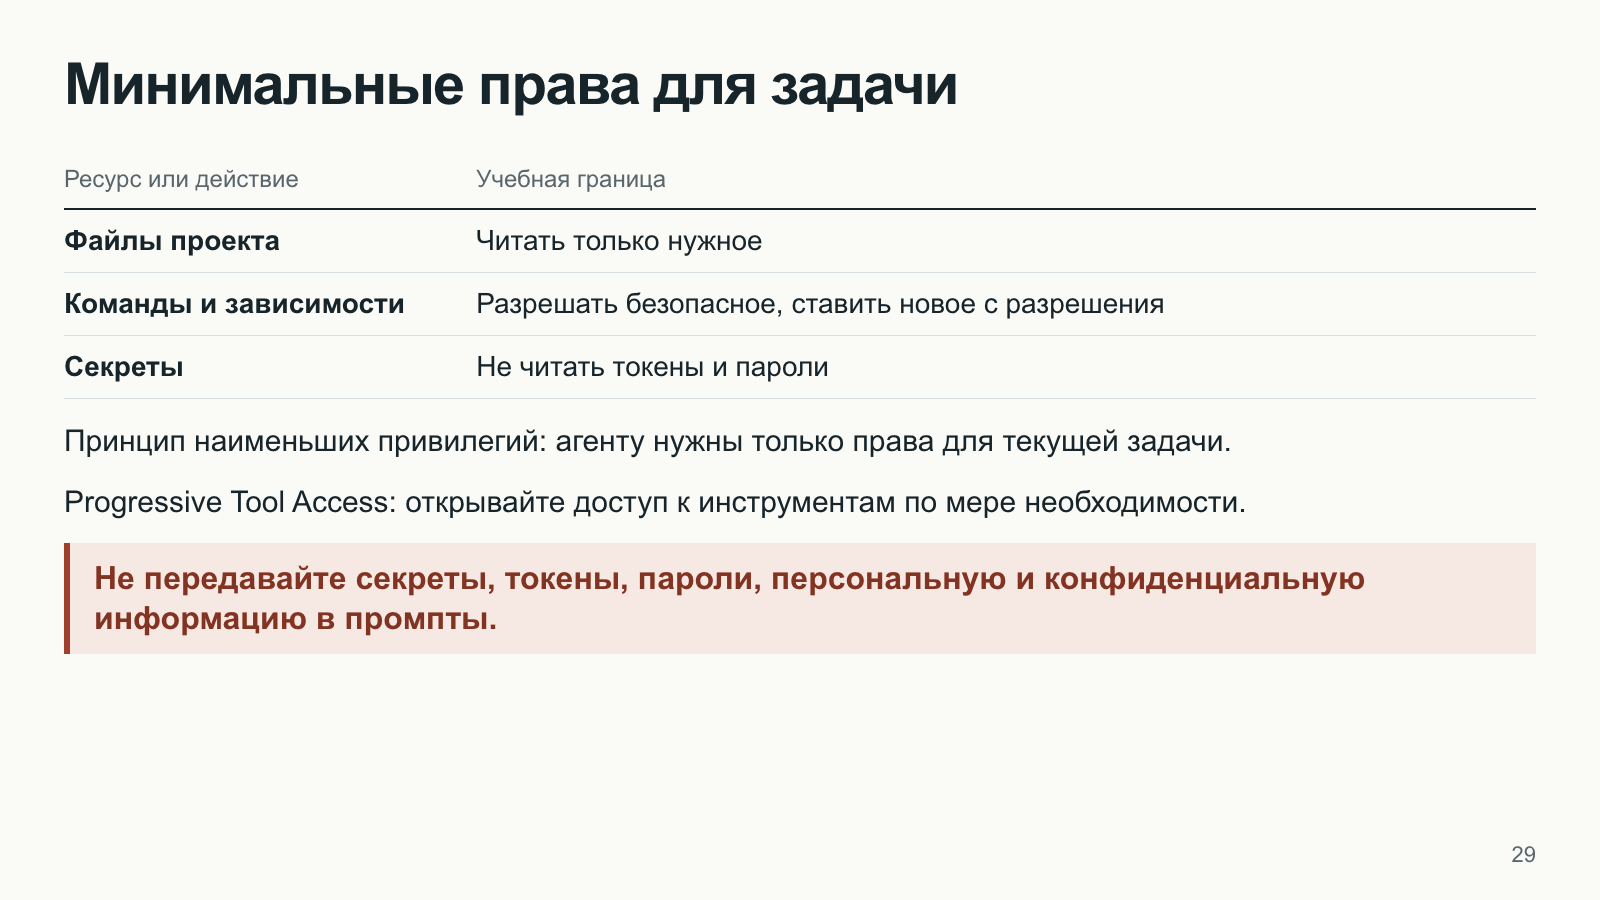 Минимальные права для задачи
Ресурс или действие Учебная граница
Файлы проекта Читать только нужное
Команды и зависимости Разрешать безопасное, ставить новое с разрешения
Секреты Не читать токены и пароли
Принцип наименьших привилегий: агенту нужны только права для текущей задачи.
Progressive Tool Access: открывайте доступ к инструментам по мере необходимости.
Не передавайте секреты, токены, пароли, персональную и конфиденциальную
информацию в промпты.
29